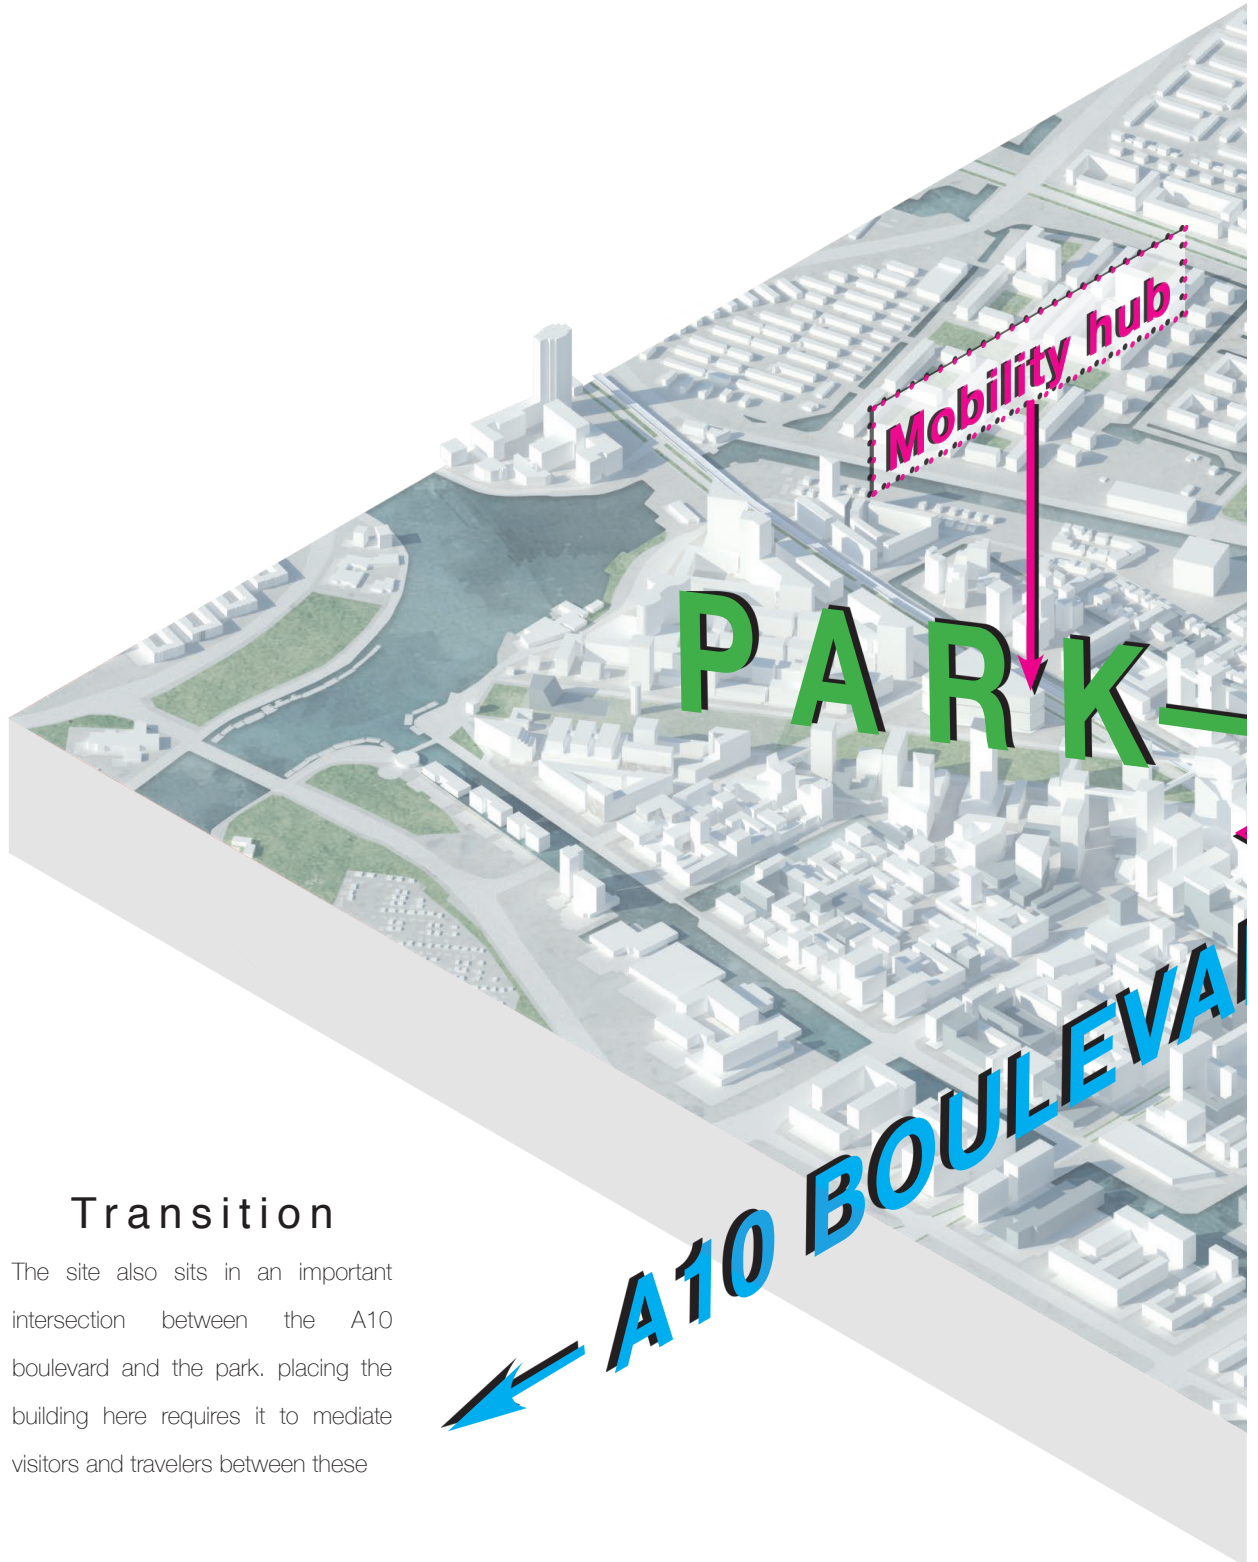 Mobility hub
PARK
A10 BOULEVA
Transition
The site also sits in an important
intersection between the A10
boulevard and the park. placing the
building here requires it to mediate
visitors and travelers between these